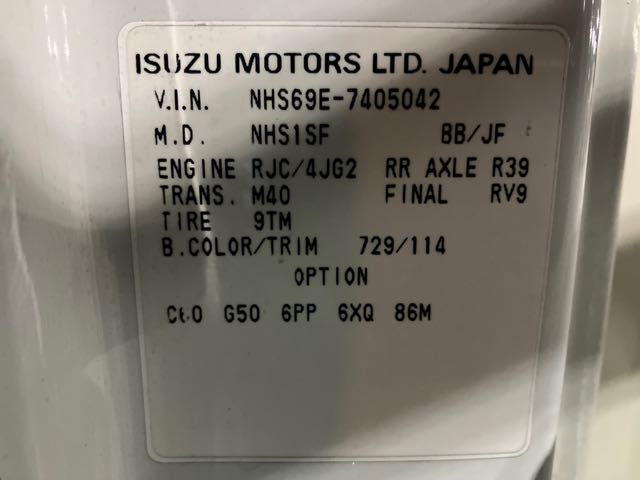 ISUZU MOTORS LTD. JAPAN
V.I.N. NHS69E-7405042
M.D. NHS1SF BB/JF
ENGINE RJC/4JG2 RR AXLE R39
TRANS. M40 FINAL RV9
TIRE 9TM
B.COLOR/TRIM 729/114
OPTION
G50 6PP 6XQ 86M